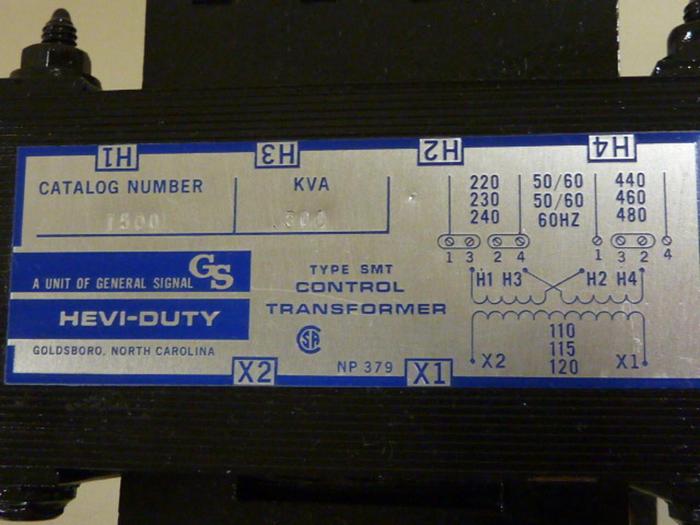 H1 H3 H2 H4
CATALOG NUMBER KVA
220 50/60 440
230 50/60 460
240 60HZ 480
1 3 2 4 1 3 2 4
GS
A UNIT OF GENERAL SIGNAL
HEVI-DUTY
GOLDSBORO, NORTH CAROLINA
TYPE SMT
CONTROL
TRANSFORMER
SA
NP 379
H1 H3 H2 H4
110
115
120
X2 X1
X2 X1